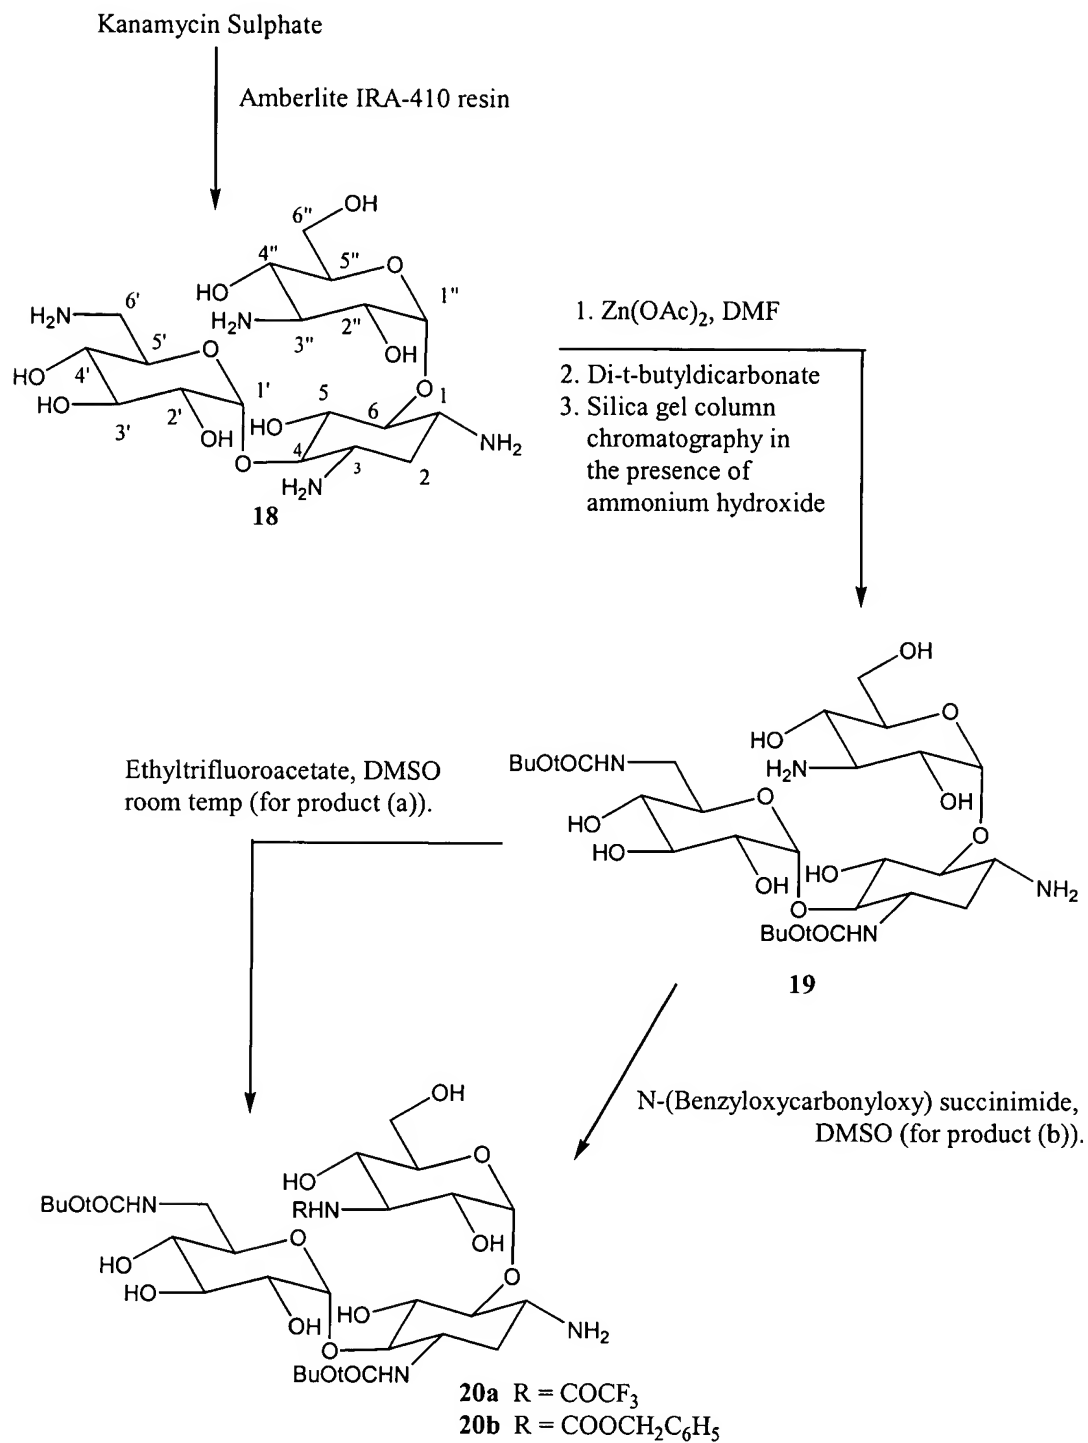 Kanamycin Sulphate
Amberlite IRA-410 resin
OH
6"
4"
5"
O
HO
1"
H₂N
6'
H₂N
2"
3"
5'
O
OH
HO
4'
HO
1'
O
1
5
6
3'
2'
OH
HO
4
NH₂
O
3
2
H₂N
18
1. Zn(OAc)₂, DMF
2. Di-t-butyldicarbonate
3. Silica gel column
chromatography in
the presence of
ammonium hydroxide
OH
O
HO
BuOtOCHN
H₂N
O
OH
HO
HO
O
OH
HO
NH₂
O
BuOtOCHN
19
Ethyltrifluoroacetate, DMSO
room temp (for product (a)).
N-(Benzyloxycarbonyloxy) succinimide,
DMSO (for product (b)).
OH
O
HO
BuOtOCHN
RHN
O
OH
HO
HO
O
OH
HO
NH₂
O
BuOtOCHN
20a R = COCF₃
20b R = COOCH₂C₆H₅